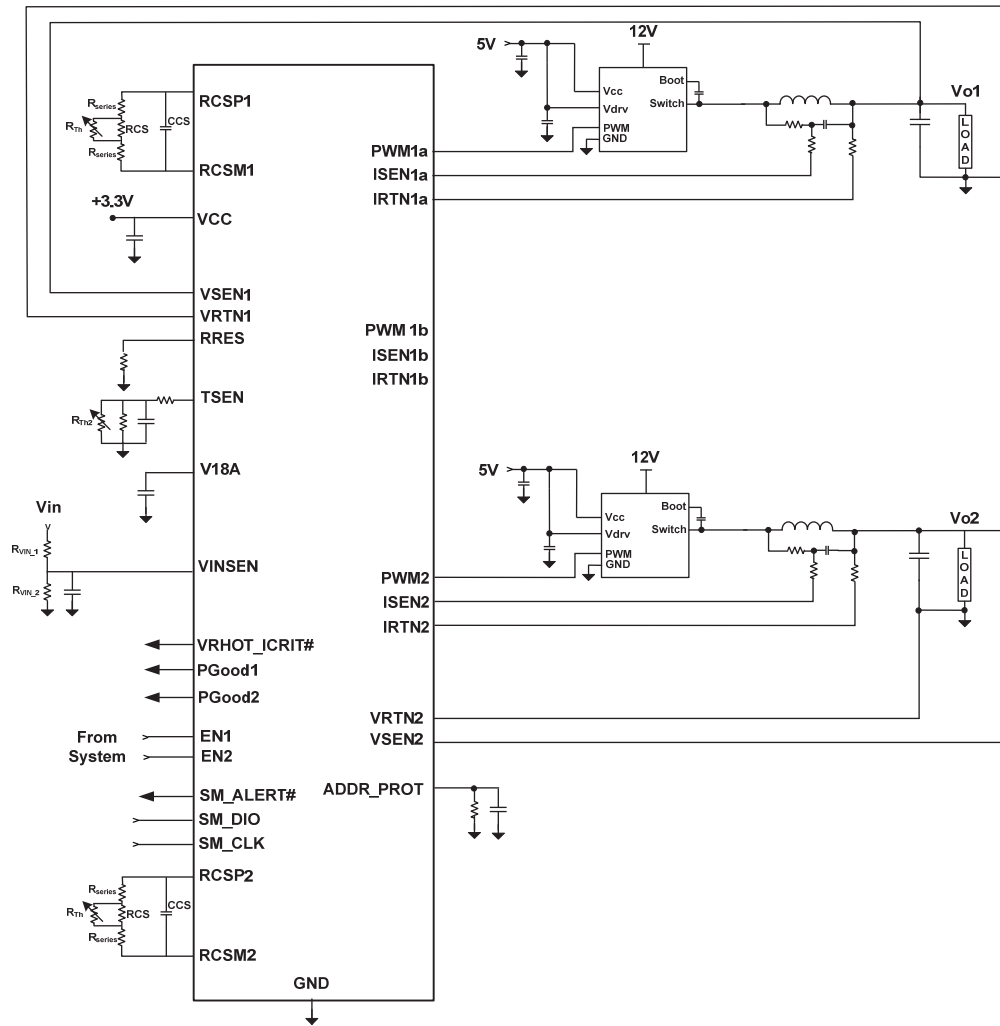 12V
5V
Boot
Vcc
Switch
Vdrv
PWM
GND
Vo1
LOAD
Rseries
RTh
RCS
CCS
Rseries
RCSP1
RCSM1
PWM1a
ISEN1a
IRTN1a
+3.3V
VCC
VSEN1
VRTN1
RRES
PWM 1b
ISEN1b
IRTN1b
TSEN
RTh2
V18A
12V
5V
Boot
Vcc
Switch
Vdrv
PWM
GND
Vo2
LOAD
Vin
RVIN_1
VINSEN
RVIN_2
PWM2
ISEN2
IRTN2
VRHOT_ICRIT#
PGood1
PGood2
VRTN2
VSEN2
From
System
EN1
EN2
SM_ALERT#
SM_DIO
SM_CLK
ADDR_PROT
RCSP2
Rseries
RTh
RCS
CCS
Rseries
RCSM2
GND